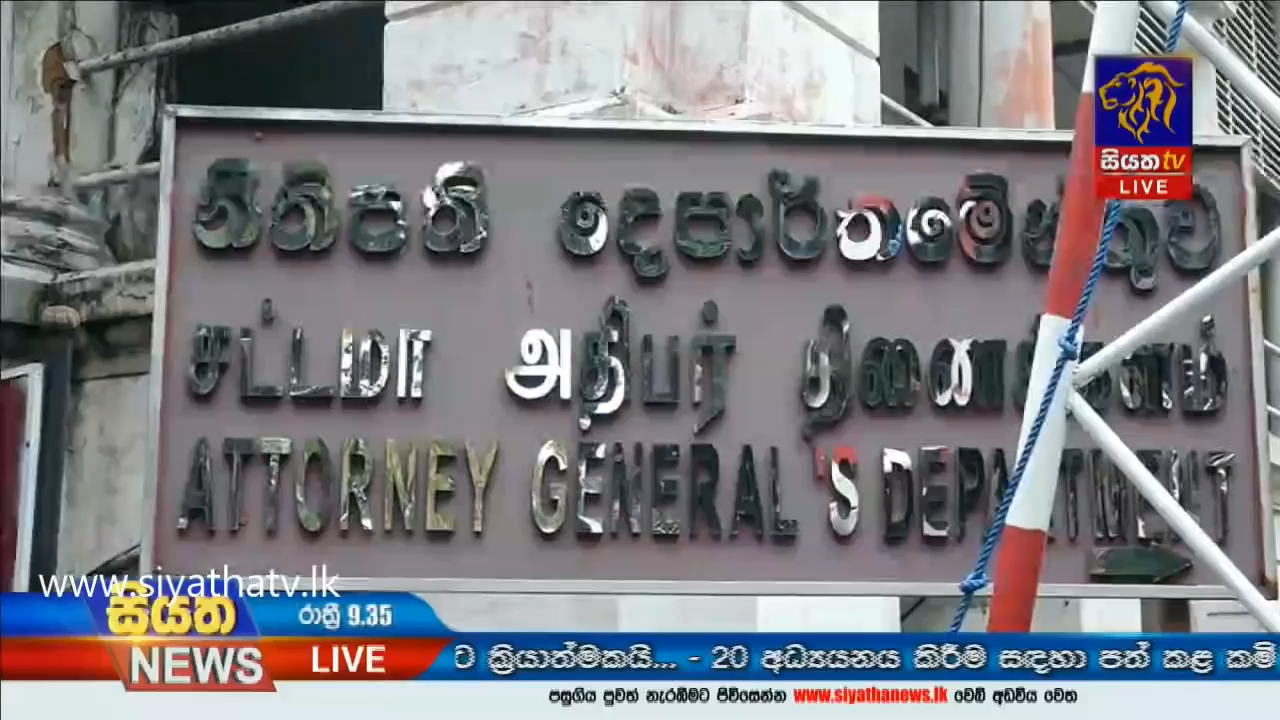 සියත tv
LIVE
නීතිපති දෙපාර්තමේන්තුව
சட்டமா அதிபர் திணைக்களம்
ATTORNEY GENERAL'S DEPARTMENT
www.siyathatv.lk
සියත
NEWS
රාත්‍රී 9.35
LIVE
ට ක්‍රියාත්මකයි... - 20 අධ්‍යයනය කිරීම සඳහා පත් කළ කමි
පසුගිය පුවත් නැරඹීමට පිවිසෙන්න www.siyathanews.lk වෙබ් අඩවිය වෙත